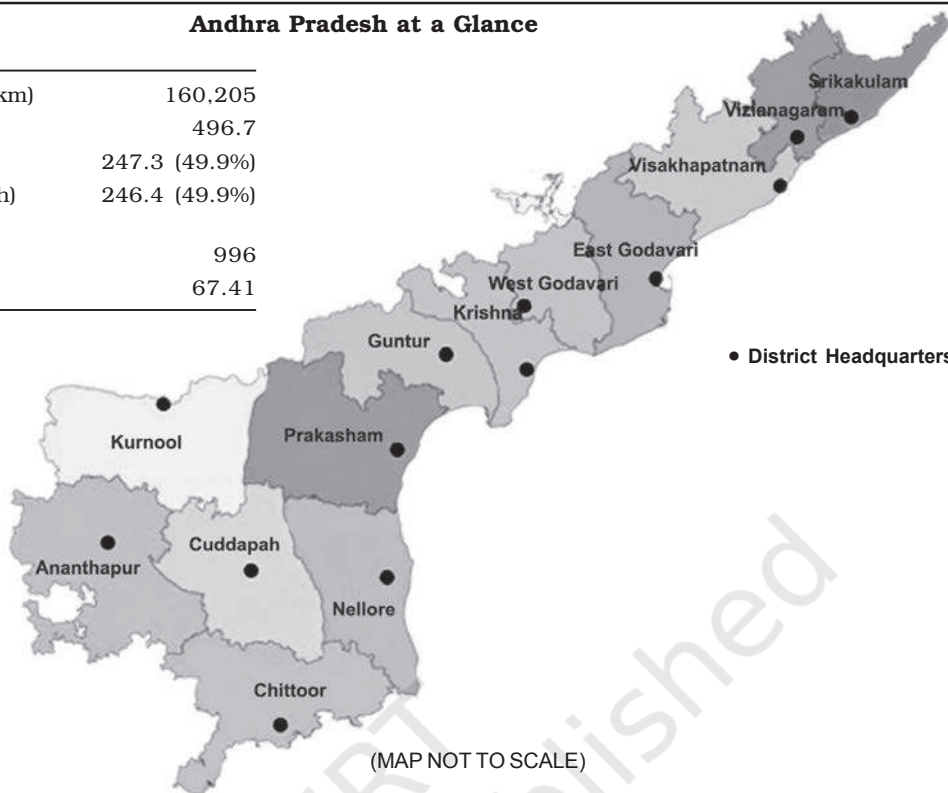 Andhra Pradesh at a Glance
km) 160,205
496.7
247.3 (49.9%)
h) 246.4 (49.9%)
996
67.41
Srikakulam
Vizianagaram
Visakhapatnam
East Godavari
West Godavari
Krishna
Guntur
• District Headquarters
Prakasham
Kurnool
Cuddapah
Ananthapur
Nellore
Chittoor
(MAP NOT TO SCALE)